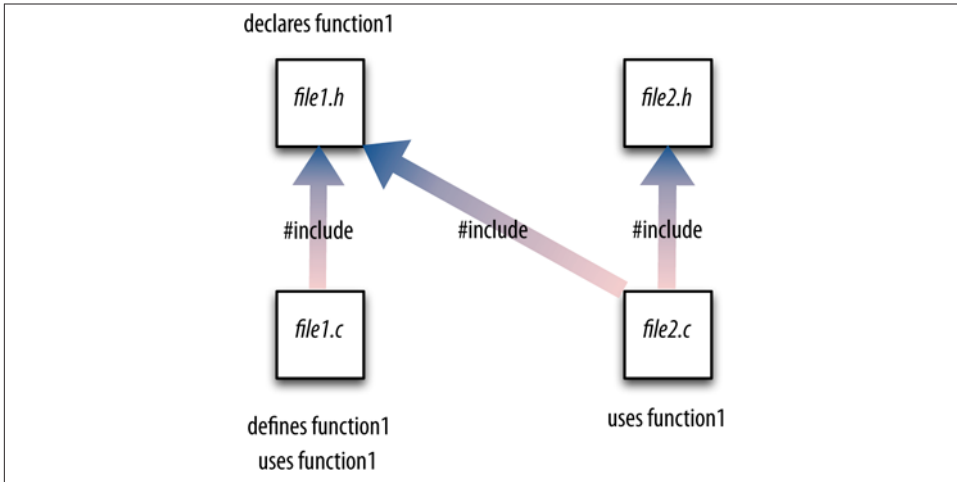 declares function1
file1.h
file2.h
#include
#include
#include
file1.c
file2.c
defines function1
uses function1
uses function1